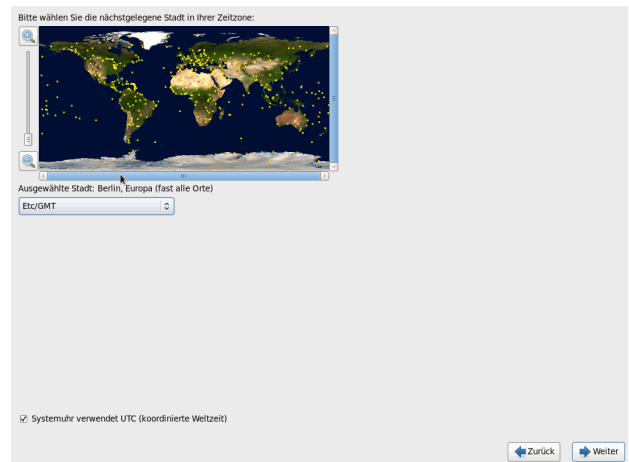 Bitte wählen Sie die nächstgelegene Stadt in Ihrer Zeitzone:
Ausgewählte Stadt: Berlin, Europa (fast alle Orte)
Etc/GMT
Systemuhr verwendet UTC (koordinierte Weltzeit)
Zurück
Weiter